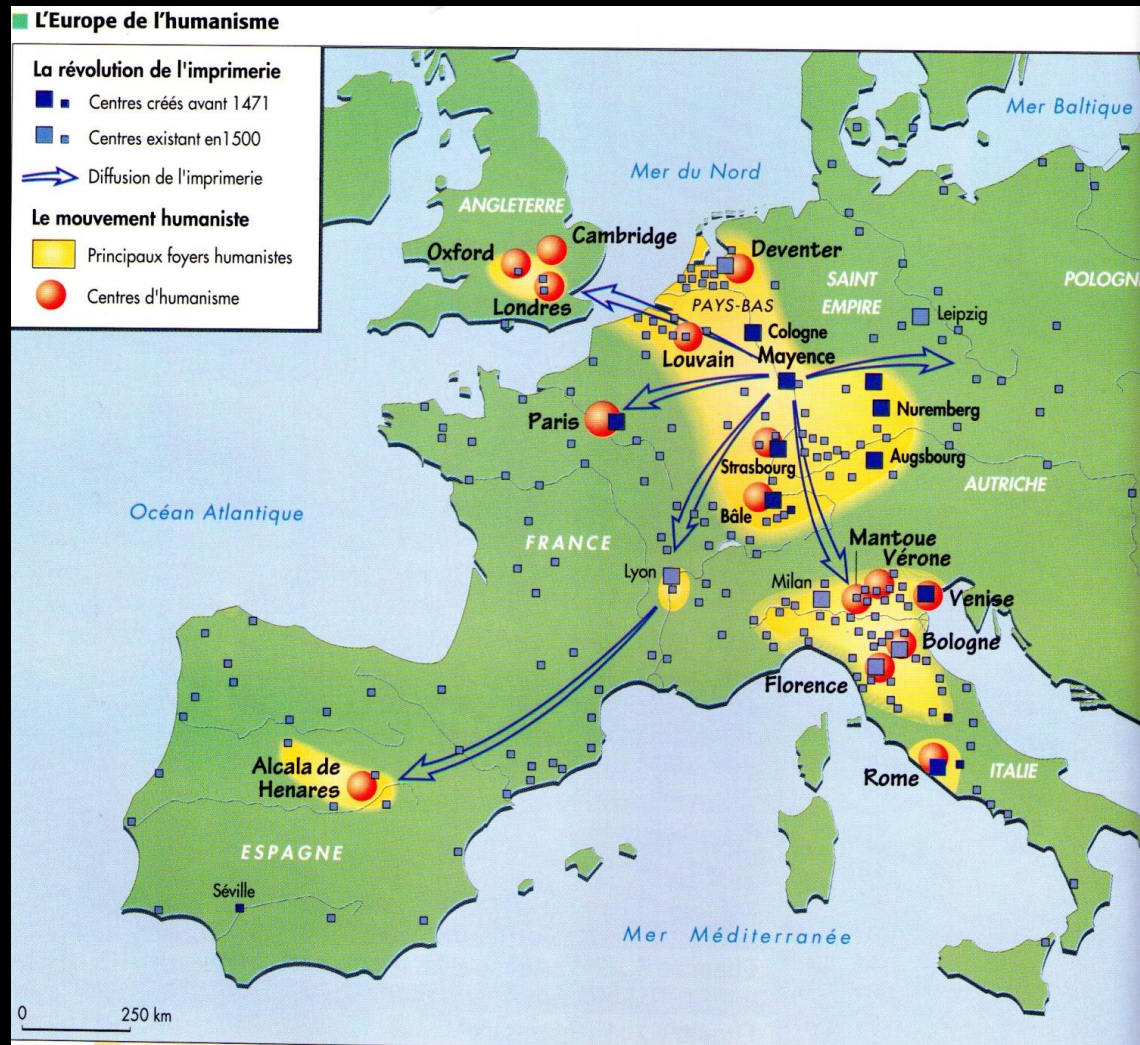 L'Europe de l'humanisme
La révolution de l'imprimerie
Centres créés avant 1471
Centres existant en1500
Diffusion de l'imprimerie
Le mouvement humaniste
Principaux foyers humanistes
Centres d'humanisme
Mer Baltique
Mer du Nord
ANGLETERRE
Cambridge
Oxford
Londres
Deventer
SAINT
EMPIRE
POLOGN
PAYS-BAS
Leipzig
Cologne
Louvain
Mayence
Paris
Nuremberg
Strasbourg
Augsbourg
AUTRICHE
Bâle
Océan Atlantique
FRANCE
Mantoue
Vérone
Lyon
Milan
Venise
Bologne
Florence
Alcala de
Henares
Rome
ITALIE
ESPAGNE
Séville
Mer Méditerranée
0
250 km